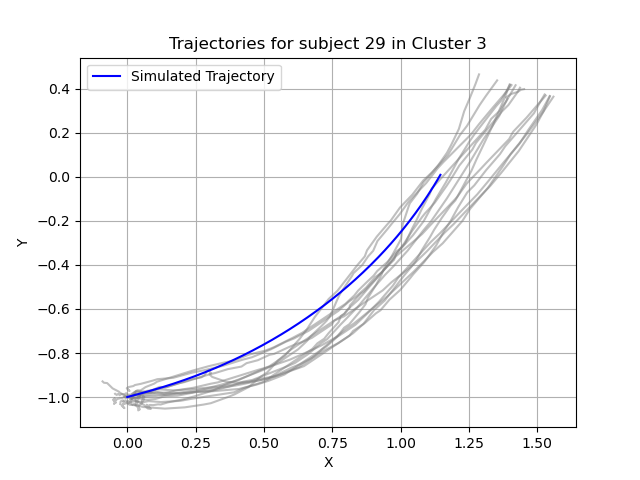 Trajectories for subject 29 in Cluster 3
Simulated Trajectory
0.4
0.2
0.0
−0.2
−0.4
−0.6
−0.8
−1.0
Y
0.00 0.25 0.50 0.75 1.00 1.25 1.50
X